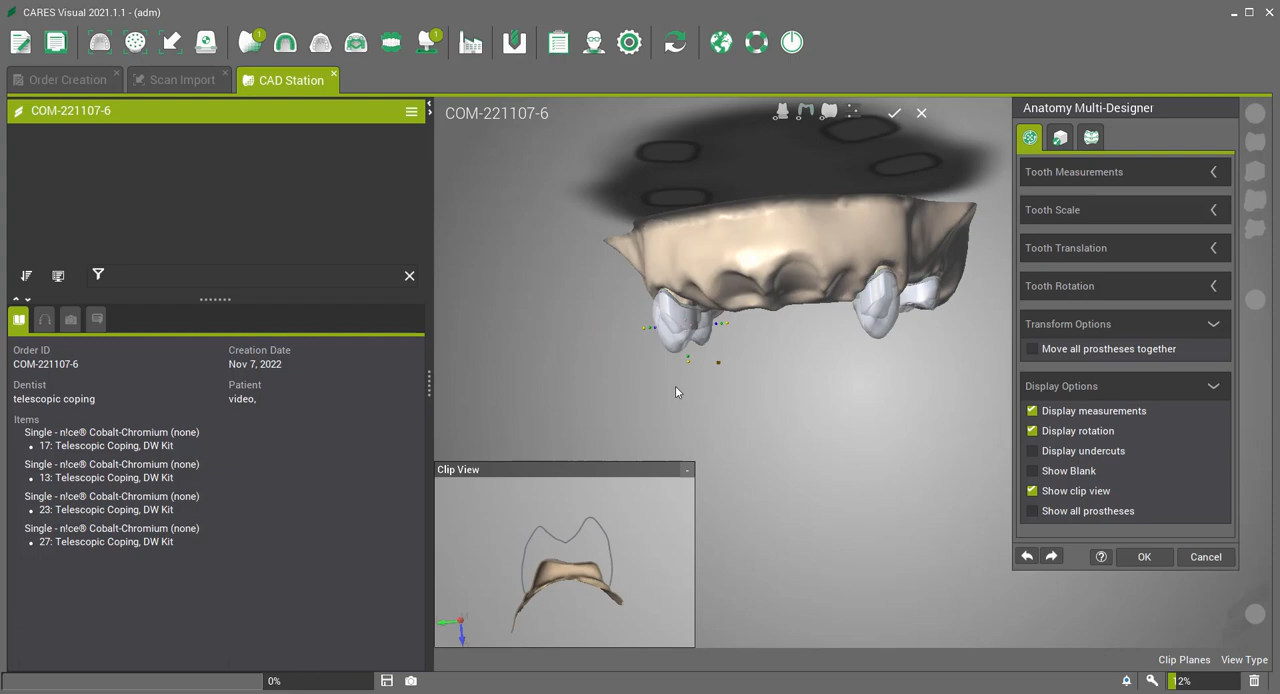 CARES Visual 2021.1.1 - (adm)
1
1
Order Creation
Scan Import
CAD Station
COM-221107-6
COM-221107-6
Anatomy Multi-Designer
Tooth Measurements
Tooth Scale
Tooth Translation
Tooth Rotation
Transform Options
Move all prostheses together
Display Options
Display measurements
Display rotation
Display undercuts
Show Blank
Show clip view
Show all prostheses
OK
Cancel
Order ID
Creation Date
COM-221107-6
Nov 7, 2022
Dentist
Patient
telescopic coping
video,
Items
Single - n!ce® Cobalt-Chromium (none)
• 17: Telescopic Coping, DW Kit
Single - n!ce® Cobalt-Chromium (none)
• 13: Telescopic Coping, DW Kit
Single - n!ce® Cobalt-Chromium (none)
• 23: Telescopic Coping, DW Kit
Single - n!ce® Cobalt-Chromium (none)
• 27: Telescopic Coping, DW Kit
Clip View
Clip Planes
View Type
0%
12%